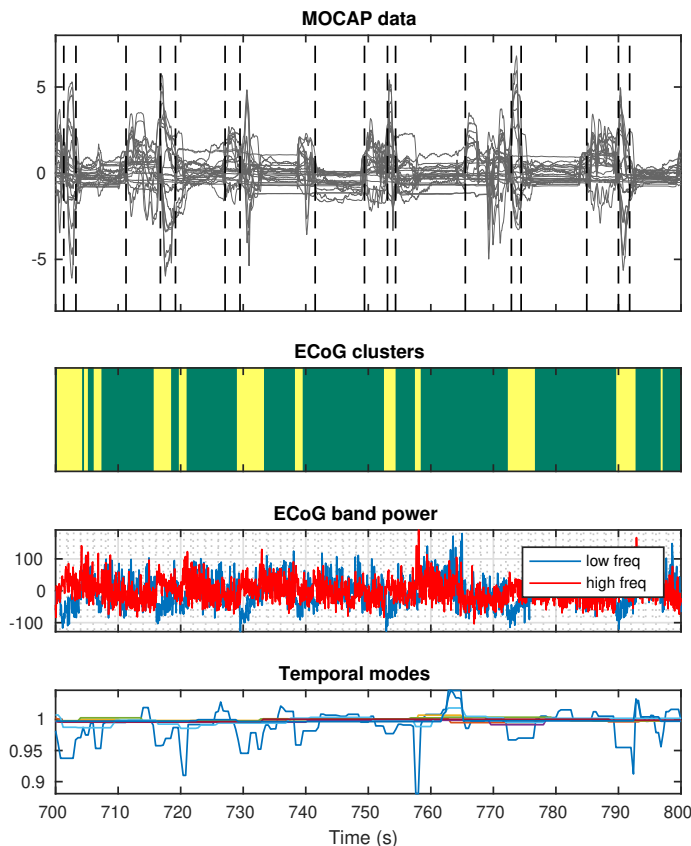 MOCAP data
5
0
-5
ECoG clusters
ECoG band power
100
0
-100
low freq
high freq
Temporal modes
1
0.95
0.9
700 710 720 730 740 750 760 770 780 790 800
Time (s)